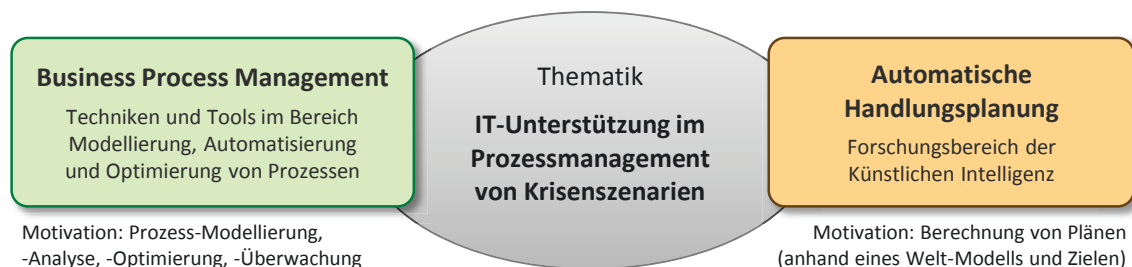 Business Process Management
Techniken und Tools im Bereich
Modellierung, Automatisierung
und Optimierung von Prozessen
Motivation: Prozess-Modellierung,
-Analyse, -Optimierung, -Überwachung
Thematik
IT-Unterstützung im
Prozessmanagement
von Krisenszenarien
Automatische
Handlungsplanung
Forschungsbereich der
Künstlichen Intelligenz
Motivation: Berechnung von Plänen
(anhand eines Welt-Modells und Zielen)